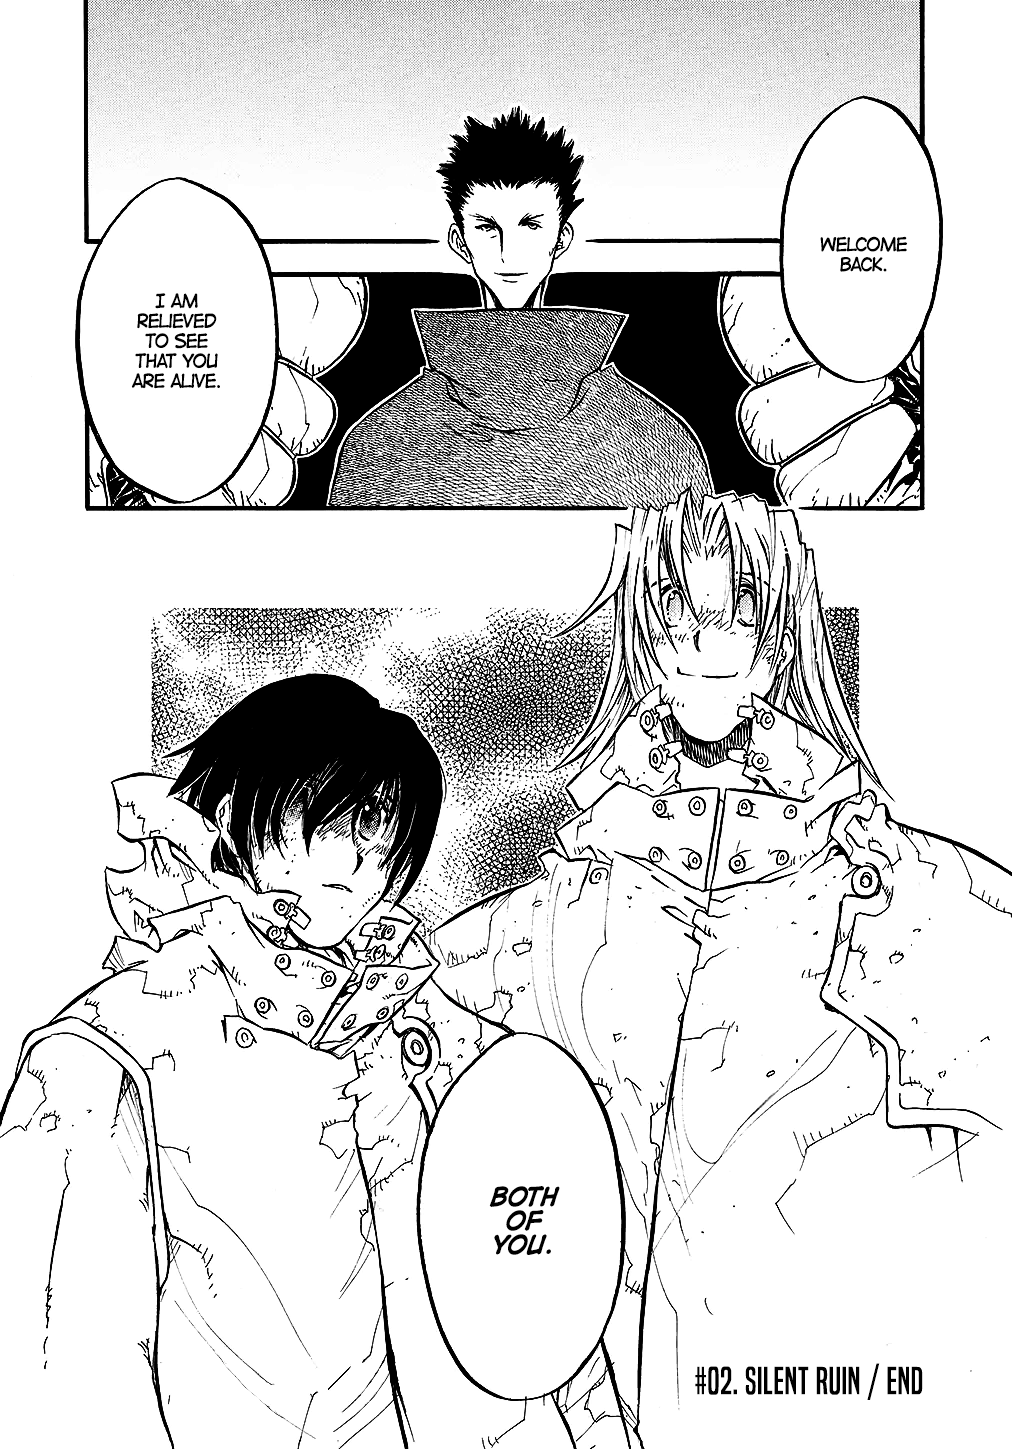 WELCOME
BACK.
I AM
RELIEVED
TO SEE
THAT YOU
ARE ALIVE.
BOTH
OF
YOU.
#02. SILENT RUIN / END